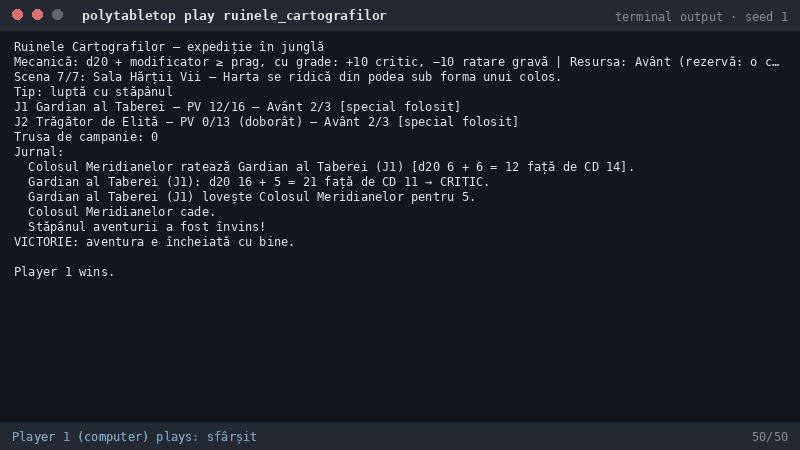 polytabletop play ruinele_cartografilor
terminal output · seed 1
Ruinele Cartografilor — expediție în junglă
Mecanică: d20 + modificator ≥ prag, cu grade: +10 critic, −10 ratare gravă | Resursa: Avânt (rezervă: o c…
Scena 7/7: Sala Hărții Vii — Harta se ridică din podea sub forma unui colos.
Tip: luptă cu stăpânul
J1 Gardian al Taberei — PV 12/16 — Avânt 2/3 [special folosit]
J2 Trăgător de Elită — PV 0/13 (doborât) — Avânt 2/3 [special folosit]
Trusa de campanie: 0
Jurnal:
Colosul Meridianelor ratează Gardian al Taberei (J1) [d20 6 + 6 = 12 față de CD 14].
Gardian al Taberei (J1): d20 16 + 5 = 21 față de CD 11 → CRITIC.
Gardian al Taberei (J1) lovește Colosul Meridianelor pentru 5.
Colosul Meridianelor cade.
Stăpânul aventurii a fost învins!
VICTORIE: aventura e încheiată cu bine.
Player 1 wins.
Player 1 (computer) plays: sfârșit
50/50